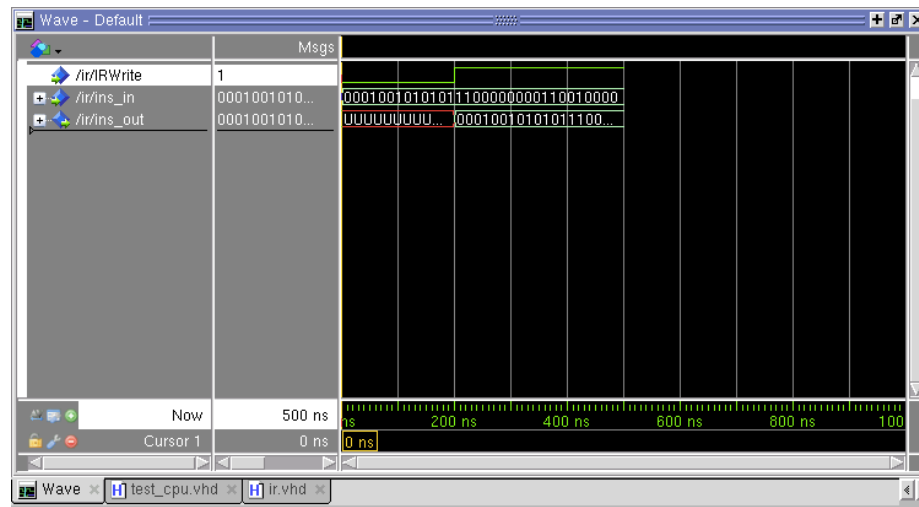 Wave - Default
Msgs
/ir/IRWrite 1
/ir/ins_in 0001001010... 00010010101011100000000110010000
/ir/ins_out 0001001010... UUUUUUUUU... 00010010101011100...
Now 500 ns ns 200 ns 400 ns 600 ns 800 ns 100
Cursor 1 0 ns 0 ns
Wave test_cpu.vhd ir.vhd